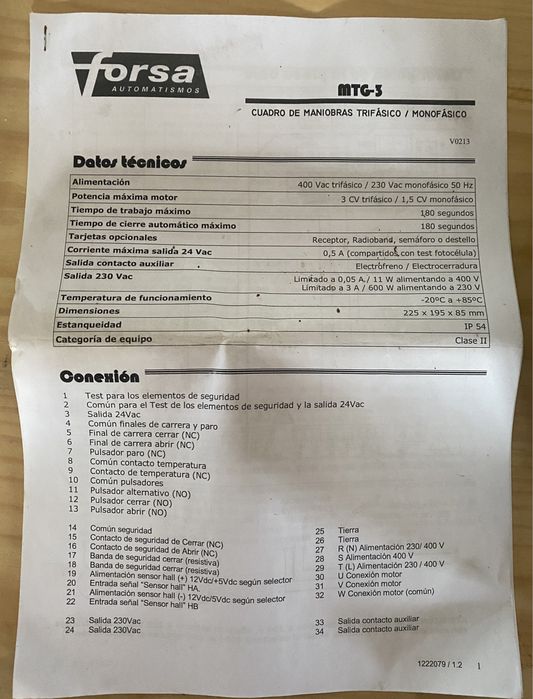 forsa
AUTOMATISMOS
MTG-3
CUADRO DE MANIOBRAS TRIFÁSICO / MONOFÁSICO
V0213
Datos técnicos
Alimentación 400 Vac trifásico / 230 Vac monofásico 50 Hz
Potencia máxima motor 3 CV trifásico / 1,5 CV monofásico
Tiempo de trabajo máximo 180 segundos
Tiempo de cierre automático máximo 180 segundos
Tarjetas opcionales Receptor, Radioband, semáforo o destello
Corriente máxima salida 24 Vac 0,5 A (compartidos con test fotocélula)
Salida contacto auxiliar Electrofreno / Electrocerradura
Salida 230 Vac Limitado a 0,05 A / 11 W alimentando a 400 V
Limitado a 3 A / 600 W alimentando a 230 V
Temperatura de funcionamiento -20ºC a +85ºC
Dimensiones 225 x 195 x 85 mm
Estanqueidad IP 54
Categoría de equipo Clase II
Conexión
1 Test para los elementos de seguridad
2 Común para el Test de los elementos de seguridad y la salida 24Vac
3 Salida 24Vac
4 Común finales de carrera y paro
5 Final de carrera cerrar (NC)
6 Final de carrera abrir (NC)
7 Pulsador paro (NC)
8 Común contacto temperatura
9 Contacto de temperatura (NC)
10 Común pulsadores
11 Pulsador alternativo (NO)
12 Pulsador cerrar (NO)
13 Pulsador abrir (NO)
14 Común seguridad
15 Contacto de seguridad de Cerrar (NC)
16 Contacto de seguridad de Abrir (NC)
17 Banda de seguridad cerrar (resistiva)
18 Banda de seguridad cerrar (resistiva)
19 Alimentación sensor hall (+) 12Vdc/+5Vdc según selector
20 Entrada señal "Sensor hall" HA
21 Alimentación sensor hall (-) 12Vdc/5Vdc según selector
22 Entrada señal "Sensor hall" HB
23 Salida 230Vac
24 Salida 230Vac
25 Tierra
26 Tierra
27 R (N) Alimentación 230/ 400 V
28 S Alimentación 400 V
29 T (L) Alimentación 230/ 400 V
30 U Conexión motor
31 V Conexión motor
32 W Conexión motor (común)
33 Salida contacto auxiliar
34 Salida contacto auxiliar
1222079 / 1.2 1